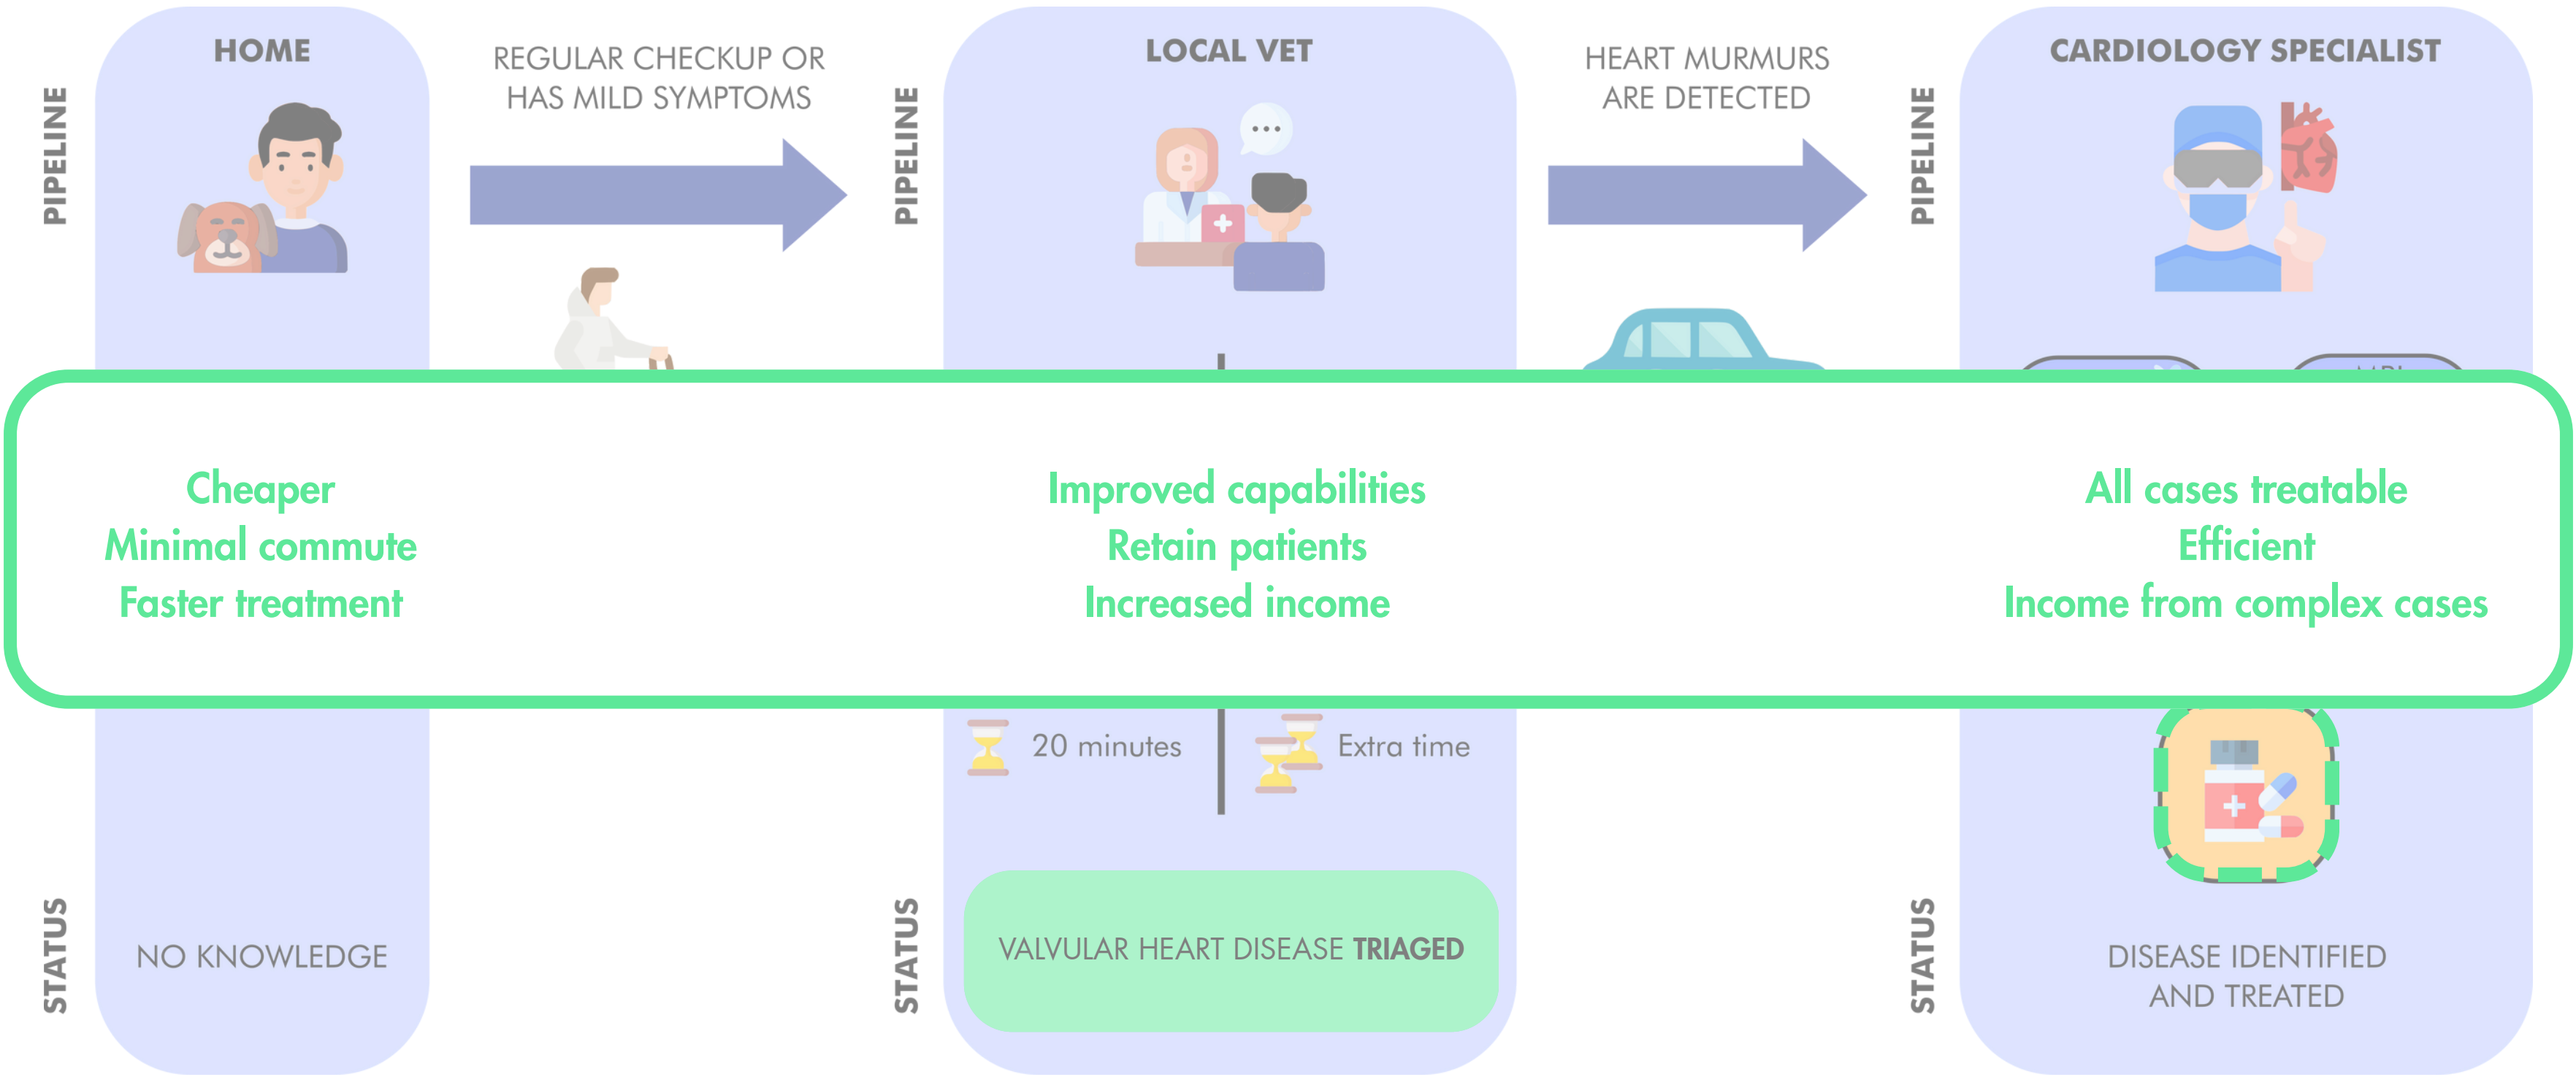 HOME
REGULAR CHECKUP OR
HAS MILD SYMPTOMS
LOCAL VET
HEART MURMURS
ARE DETECTED
CARDIOLOGY SPECIALIST
PIPELINE
PIPELINE
PIPELINE
Cheaper
Minimal commute
Faster treatment
Improved capabilities
Retain patients
Increased income
All cases treatable
Efficient
Income from complex cases
20 minutes
Extra time
STATUS
NO KNOWLEDGE
STATUS
VALVULAR HEART DISEASE TRIAGED
STATUS
DISEASE IDENTIFIED
AND TREATED